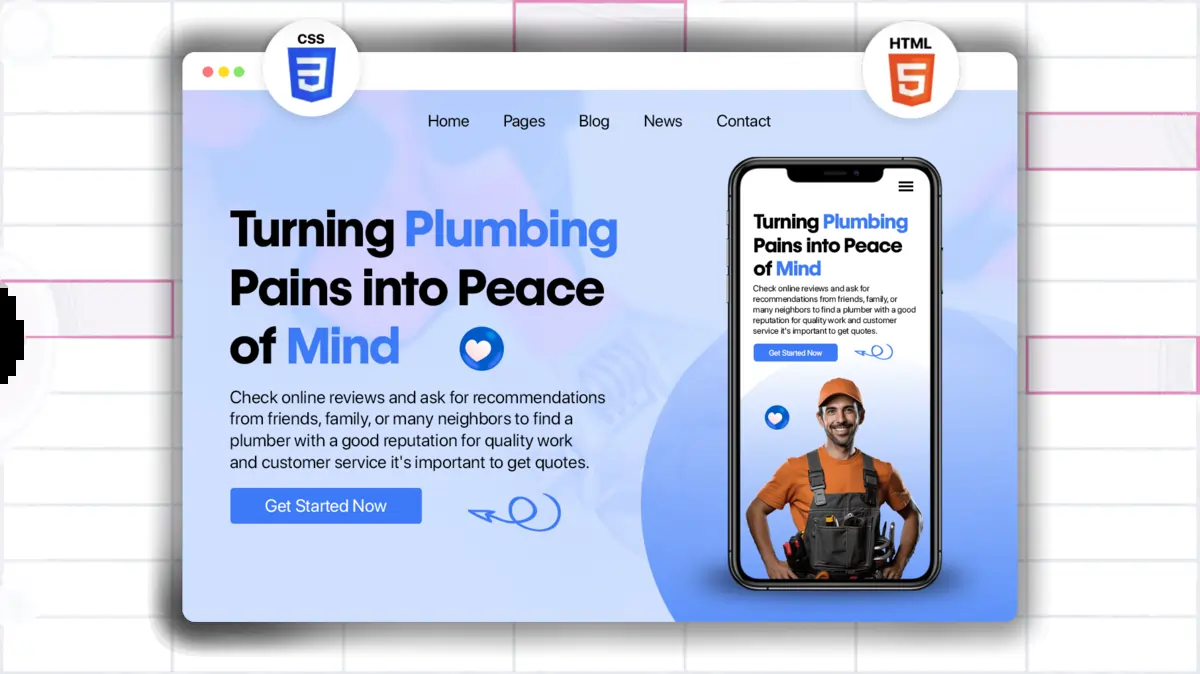 CSS
3
HTML
5
Home Pages Blog News Contact
Turning Plumbing
Pains into Peace
of Mind
Check online reviews and ask for recommendations
from friends, family, or many neighbors to find a
plumber with a good reputation for quality work
and customer service it's important to get quotes.
Get Started Now
Turning Plumbing
Pains into Peace
of Mind
Check online reviews and ask for
recommendations from friends, family, or
many neighbors to find a plumber with a good
reputation for quality work and customer
service it's important to get quotes.
Get Started Now